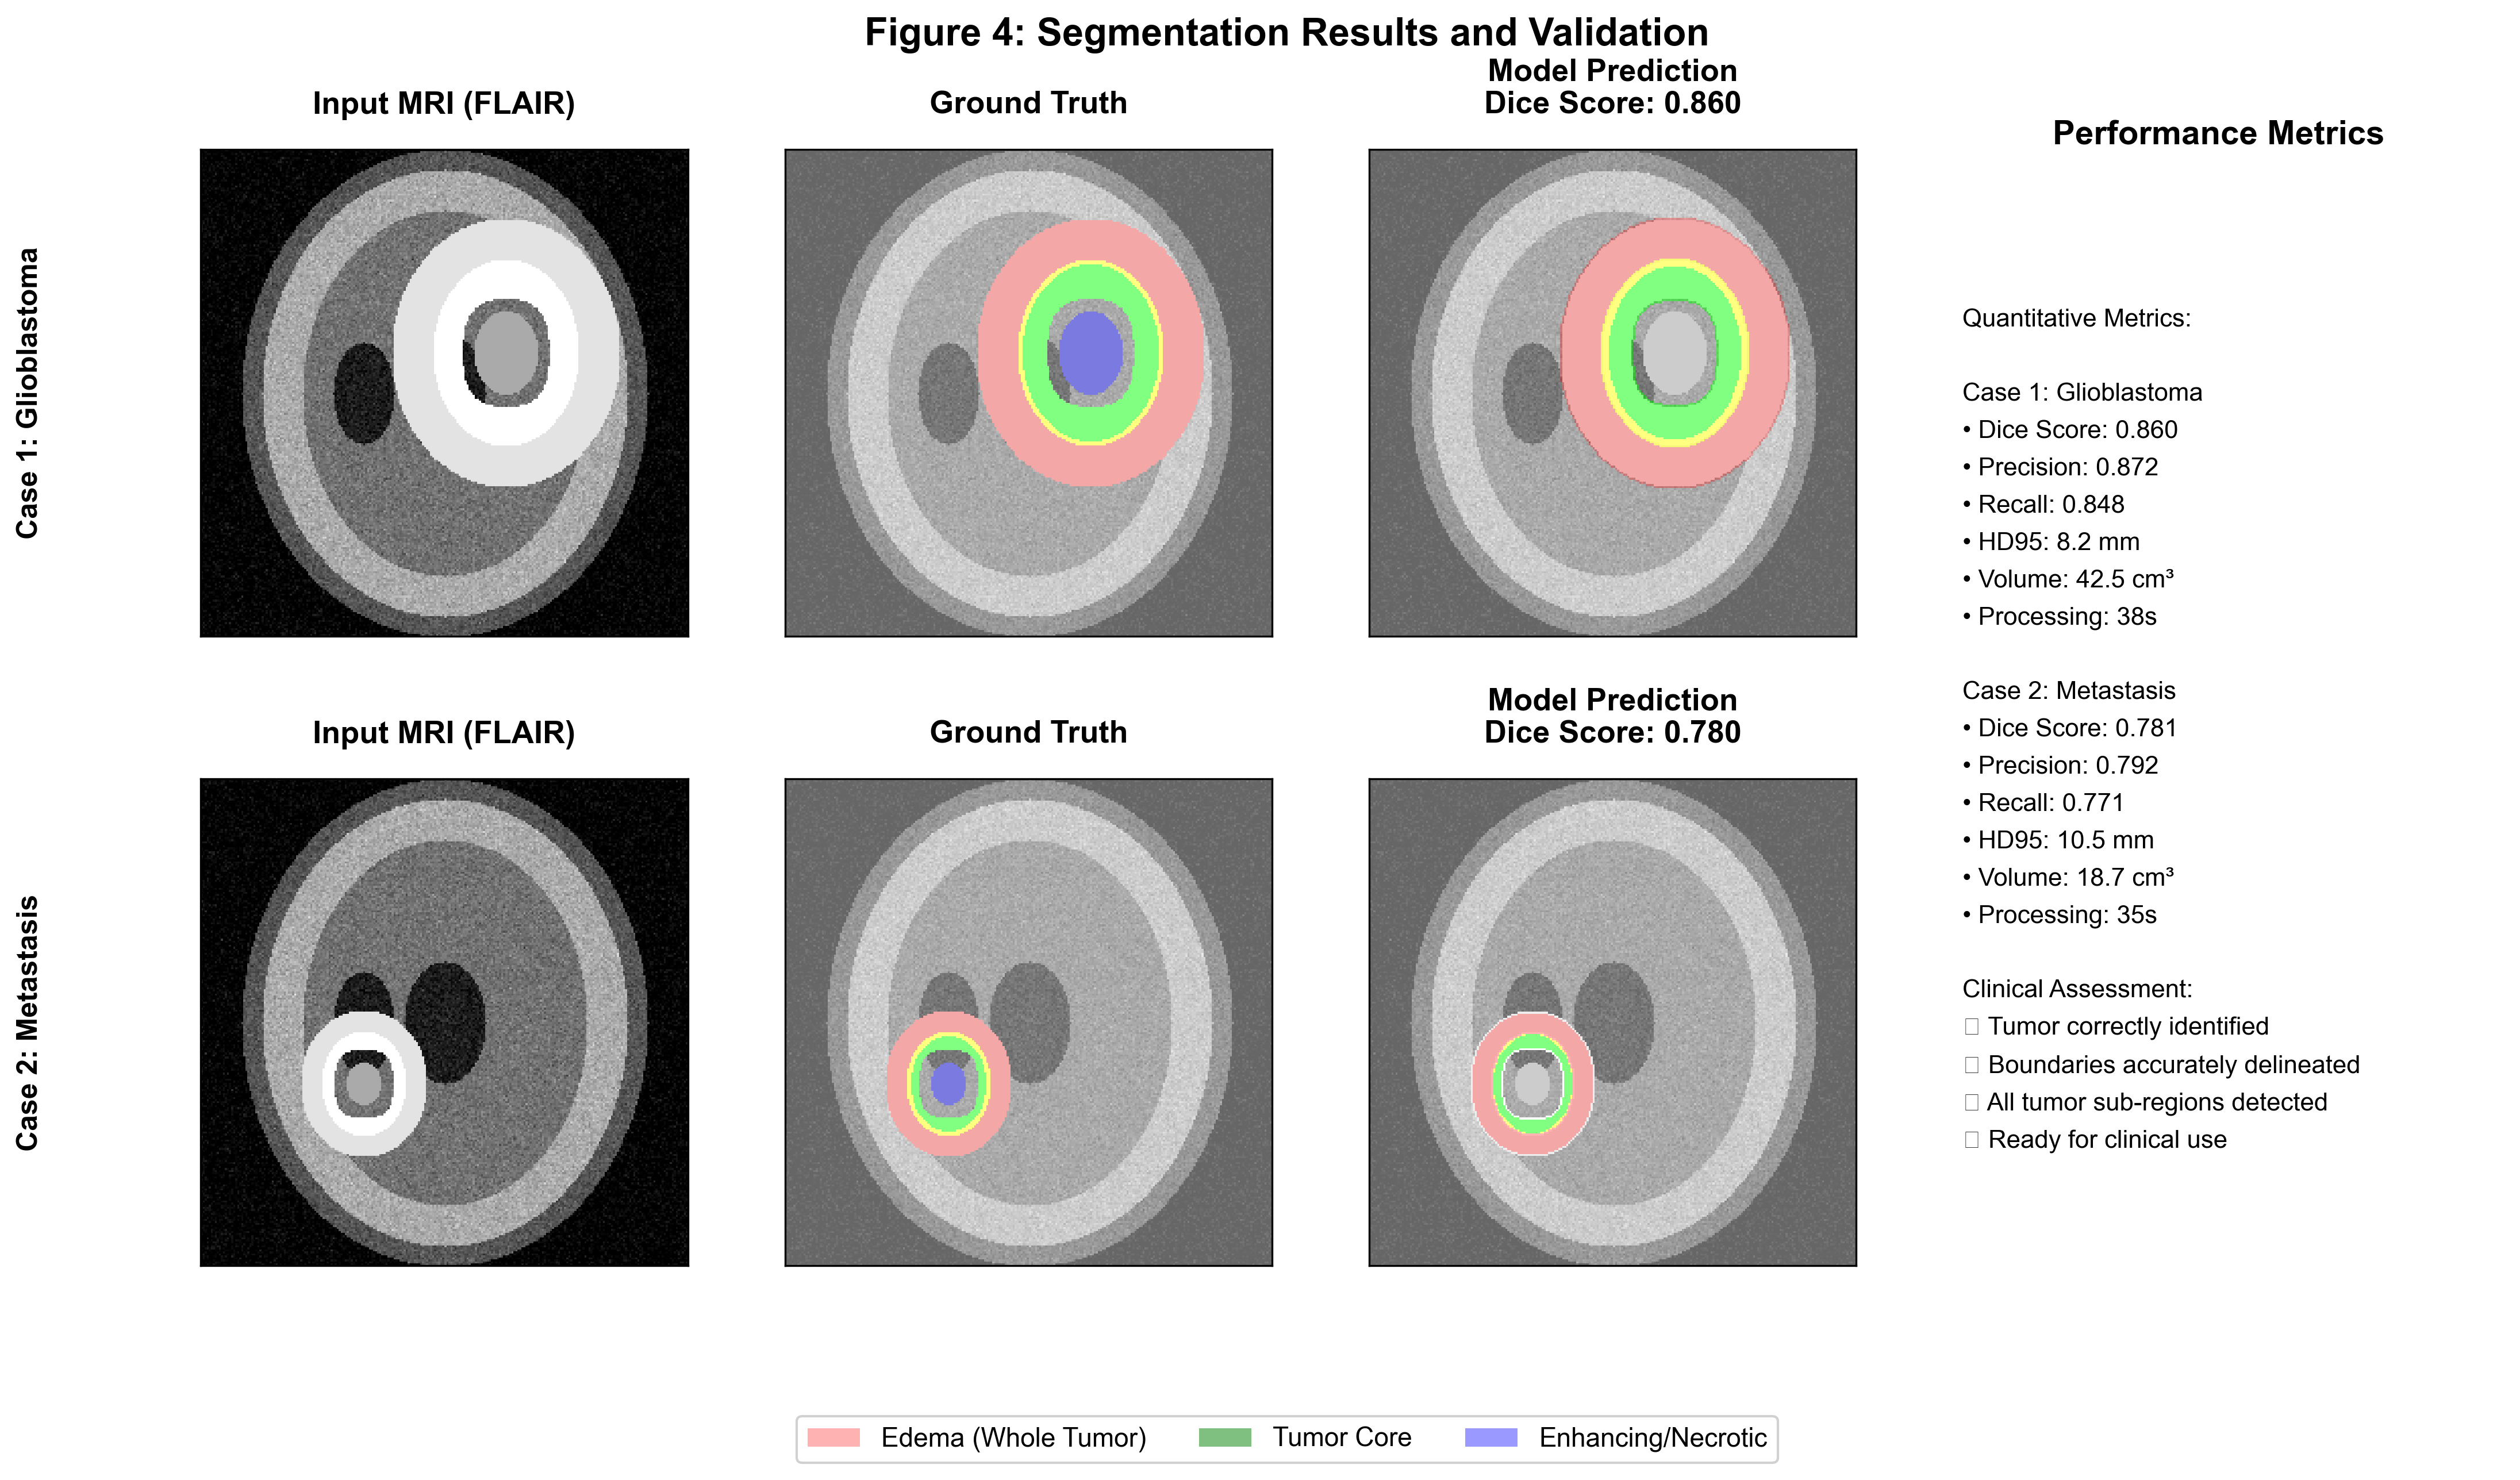 Figure 4: Segmentation Results and Validation
Case 1: Glioblastoma
Input MRI (FLAIR)
Ground Truth
Model Prediction
Dice Score: 0.860
Case 2: Metastasis
Input MRI (FLAIR)
Ground Truth
Model Prediction
Dice Score: 0.780
Performance Metrics
Quantitative Metrics:
Case 1: Glioblastoma
• Dice Score: 0.860
• Precision: 0.872
• Recall: 0.848
• HD95: 8.2 mm
• Volume: 42.5 cm³
• Processing: 38s
Case 2: Metastasis
• Dice Score: 0.781
• Precision: 0.792
• Recall: 0.771
• HD95: 10.5 mm
• Volume: 18.7 cm³
• Processing: 35s
Clinical Assessment:
▯ Tumor correctly identified
▯ Boundaries accurately delineated
▯ All tumor sub-regions detected
▯ Ready for clinical use
Edema (Whole Tumor)
Tumor Core
Enhancing/Necrotic